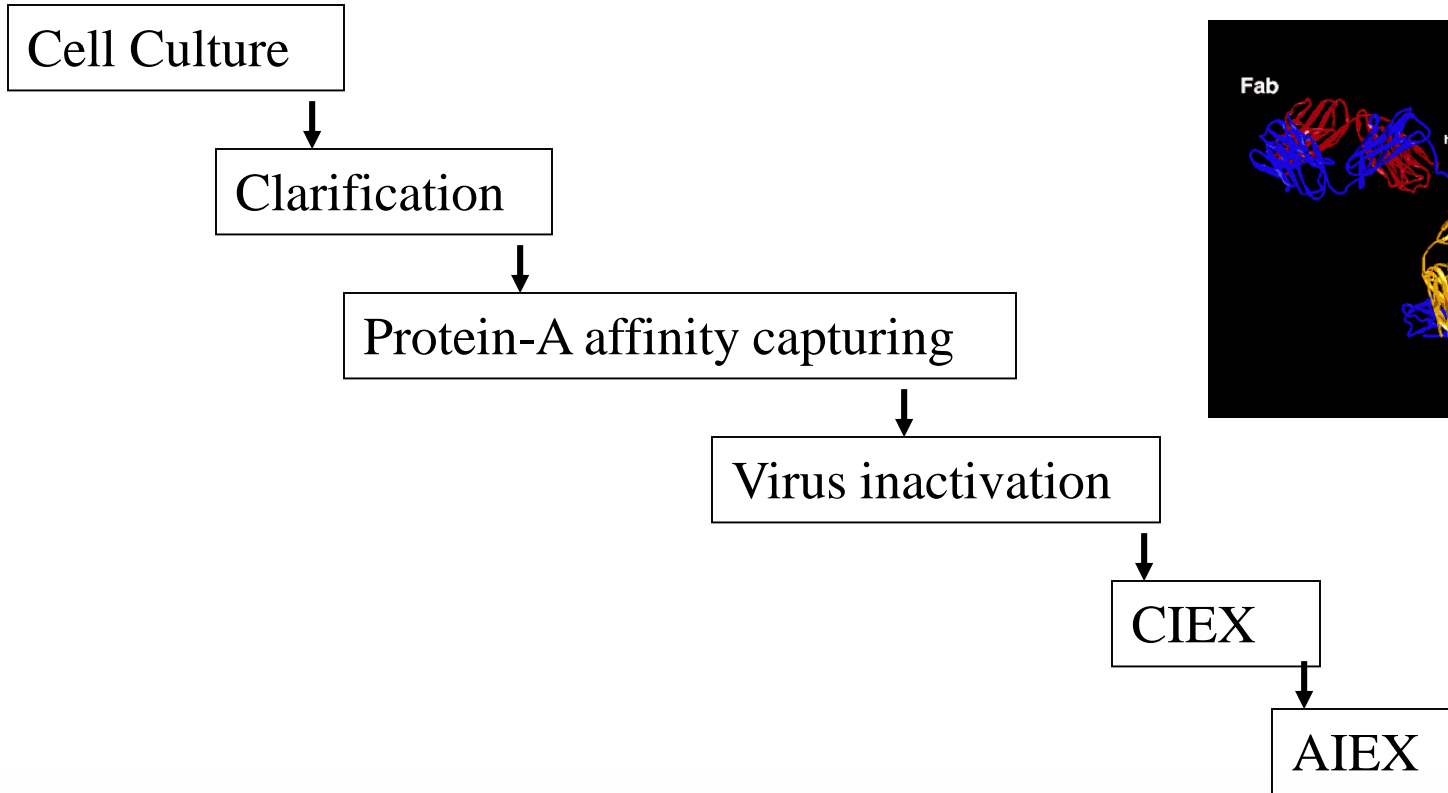 Cell Culture
Fab
Clarification
Protein-A affinity capturing
Virus inactivation
CIEX
AIEX